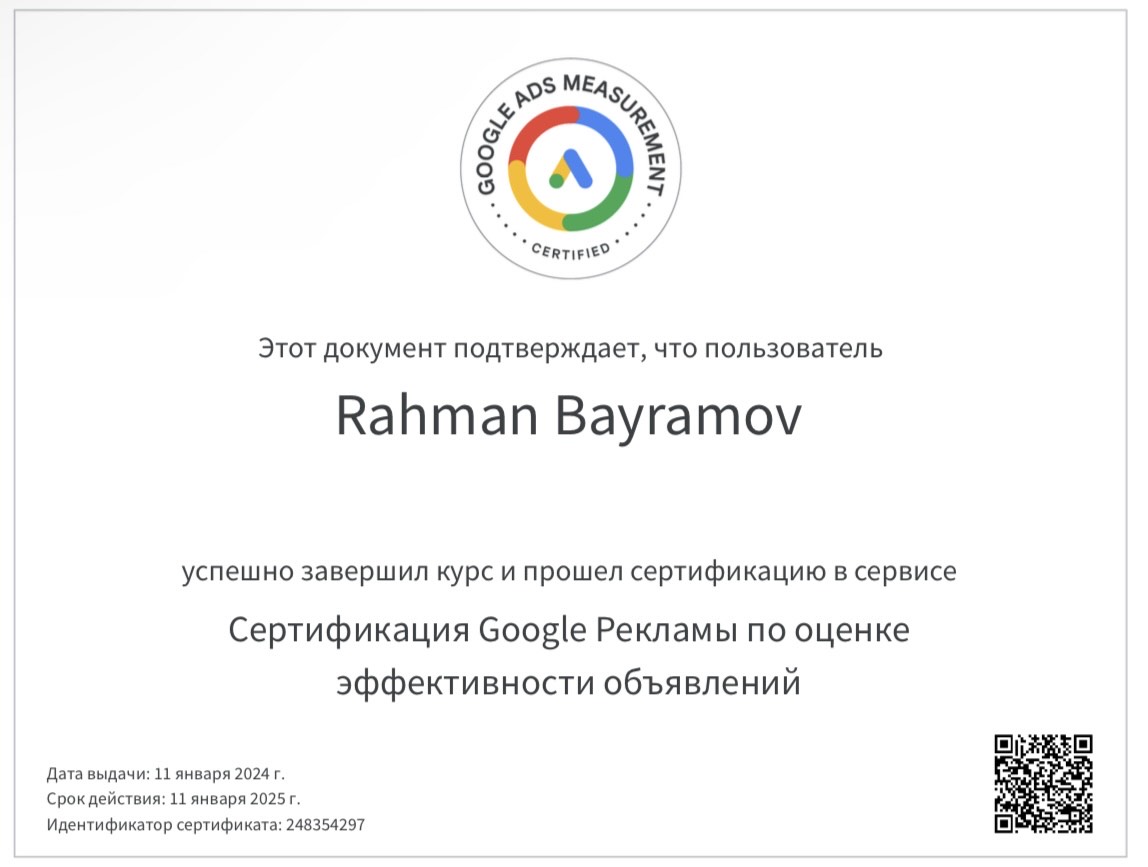 GOOGLE ADS MEASUREMENT
CERTIFIED
Этот документ подтверждает, что пользователь
Rahman Bayramov
успешно завершил курс и прошел сертификацию в сервисе
Сертификация Google Рекламы по оценке
эффективности объявлений
Дата выдачи: 11 января 2024 г.
Срок действия: 11 января 2025 г.
Идентификатор сертификата: 248354297